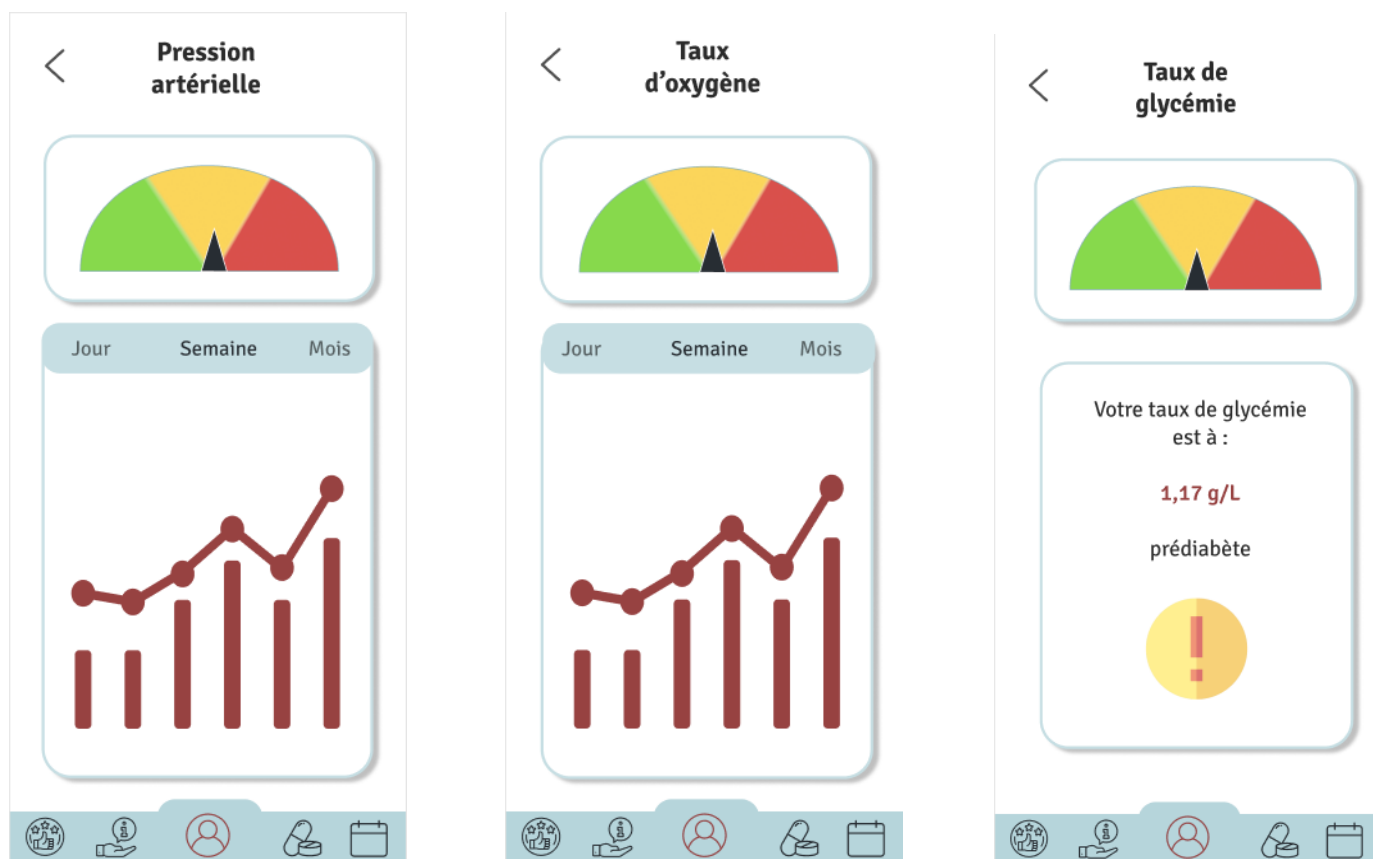 Pression
artérielle
Jour Semaine Mois
Taux
d'oxygène
Jour Semaine Mois
Taux de
glycémie
Votre taux de glycémie
est à :
1,17 g/L
prédiabète